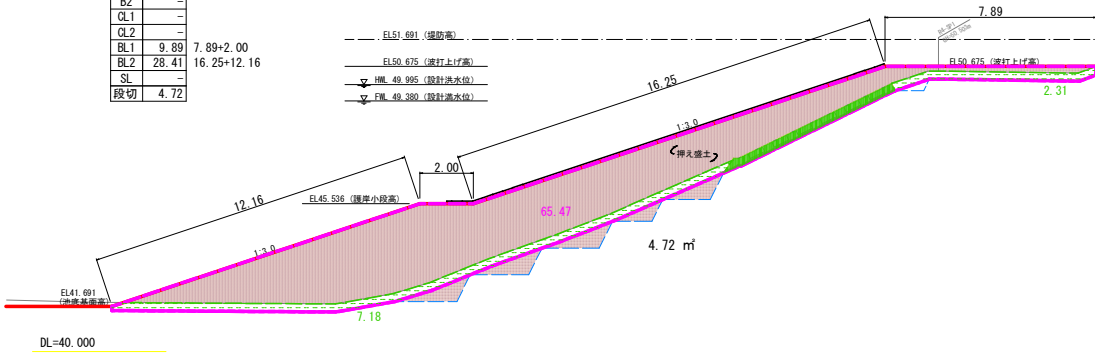 B2 -
CL1 -
CL2 -
BL1 9.89 7.89+2.00
BL2 28.41 16.25+12.16
SL -
段切 4.72
EL51.691 (堤防高)
EL50.675 (波打上げ高)
HWL 49.995 (設計洪水位)
FWL 49.380 (設計満水位)
7.89
EL50.675 (波打上げ高)
2.31
16.25
1:3.0
押え盛土
2.00
12.16
EL45.536 (護岸小段高)
65.47
4.72 ㎡
1:3.0
EL41.691
(池底基面高)
7.18
DL=40.000